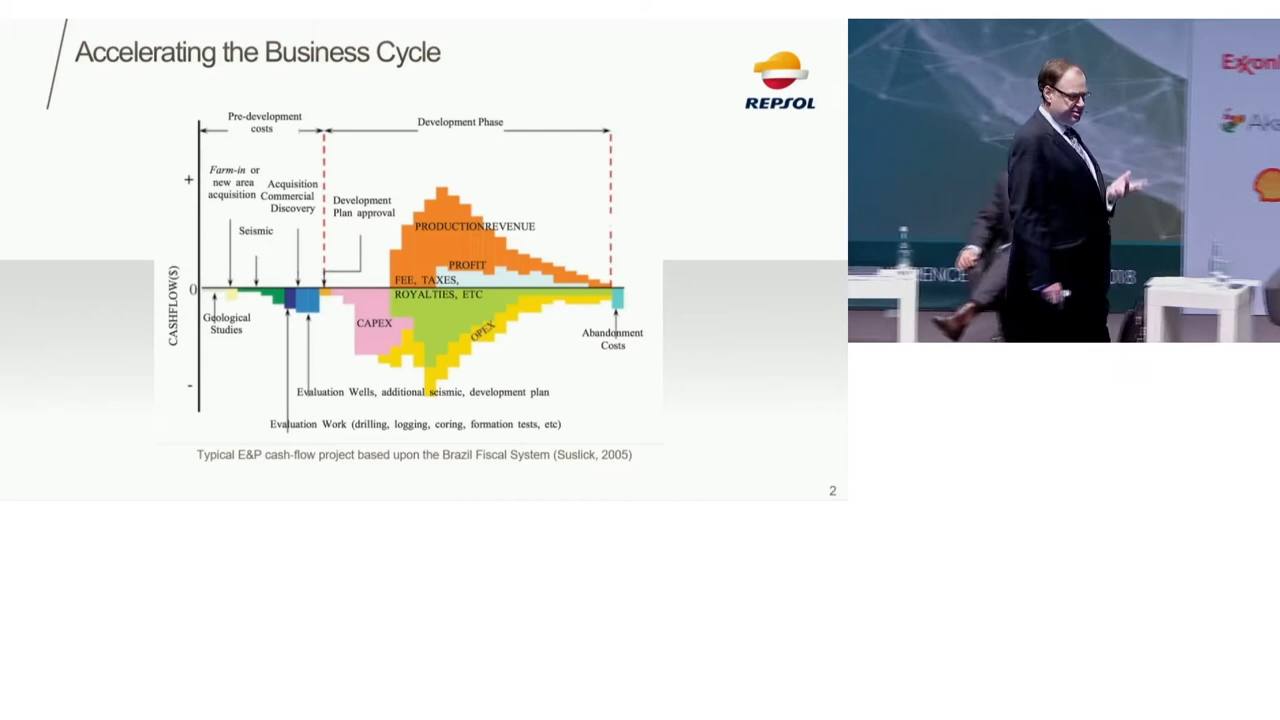 Accelerating the Business Cycle
REPSOL
Pre-development
costs
Development Phase
Farm-in or
new area
acquisition
Acquisition
Commercial
Discovery
Seismic
Development
Plan approval
+
0
-
CASHFLOW($)
PRODUCTION REVENUE
PROFIT
FEE, TAXES,
ROYALTIES, ETC
CAPEX
OPEX
Geological
Studies
Abandonment
Costs
Evaluation Wells, additional seismic, development plan
Evaluation Work (drilling, logging, coring, formation tests, etc)
Typical E&P cash-flow project based upon the Brazil Fiscal System (Suslick, 2005)
2